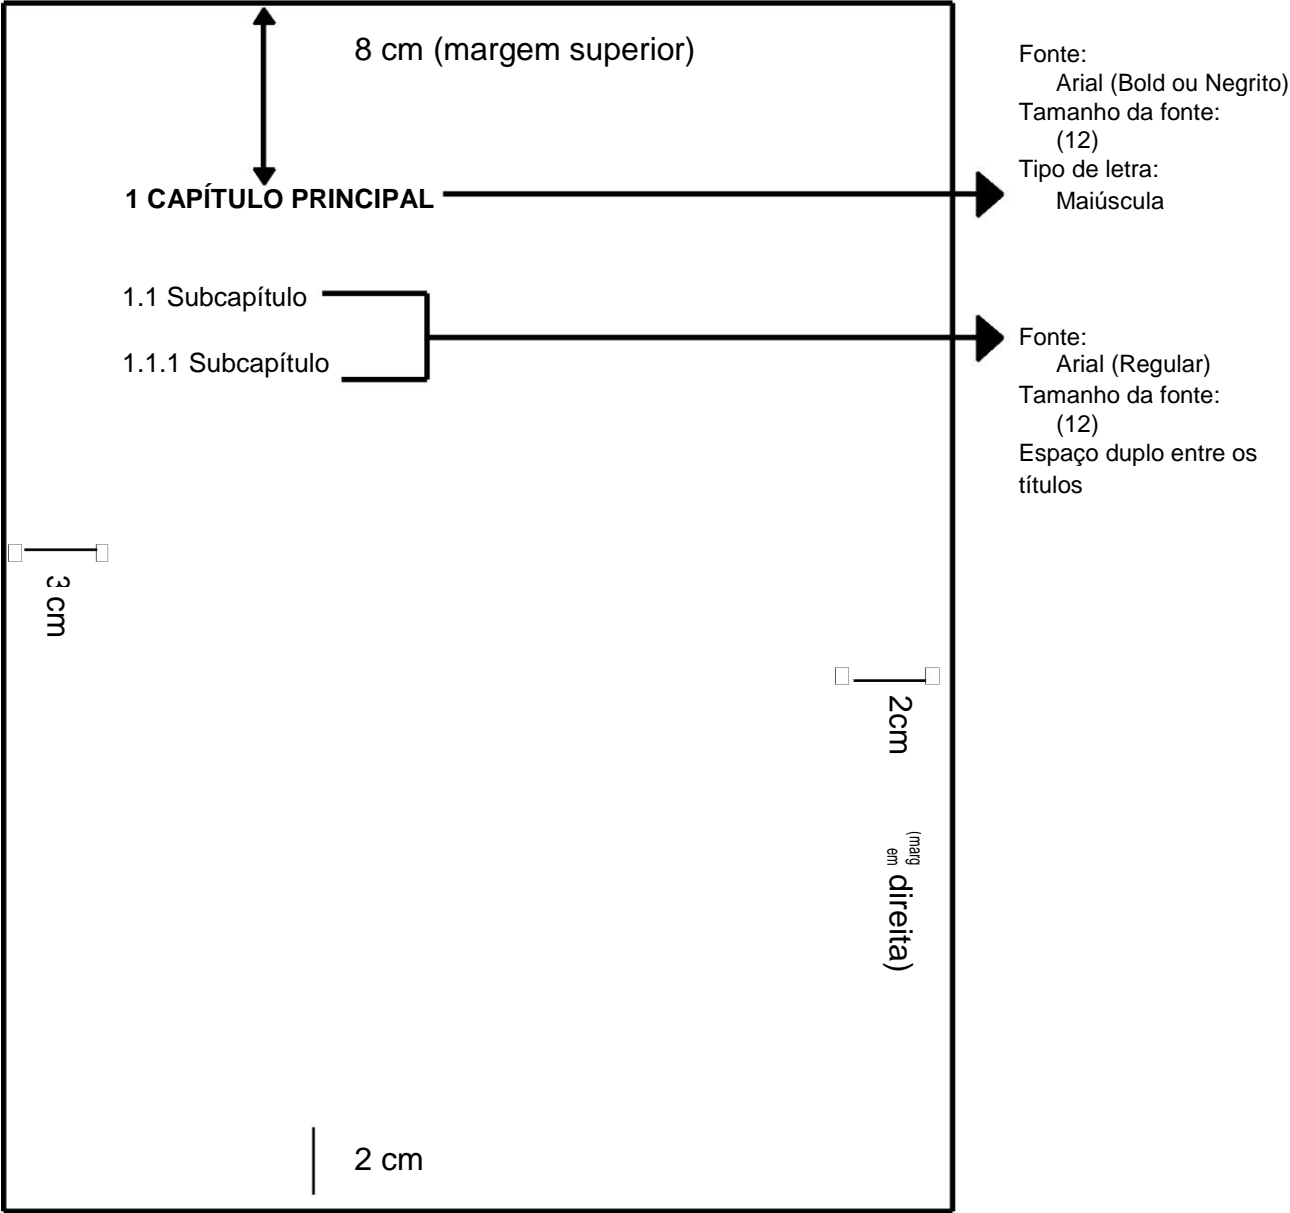 8 cm (margem superior)
Fonte:
Arial (Bold ou Negrito)
Tamanho da fonte:
(12)
Tipo de letra:
Maiúscula
1 CAPÍTULO PRINCIPAL
1.1 Subcapítulo
1.1.1 Subcapítulo
Fonte:
Arial (Regular)
Tamanho da fonte:
(12)
Espaço duplo entre os
títulos
3 cm
2cm
(marg
em direita)
2 cm